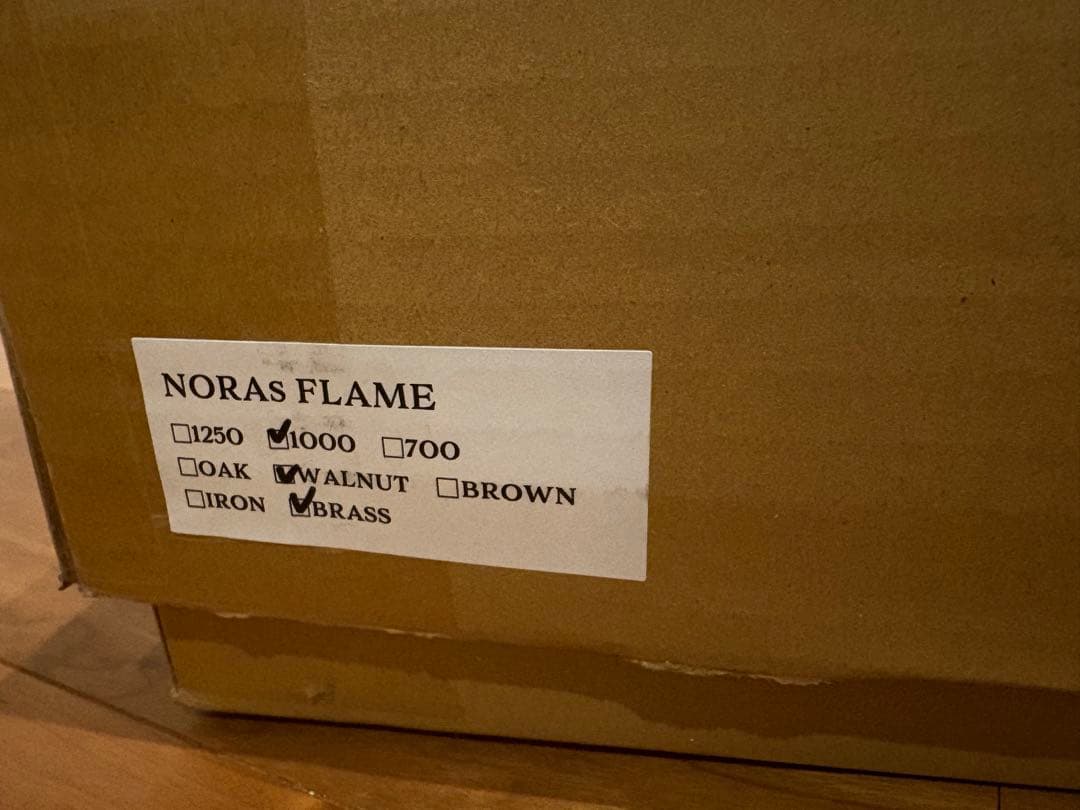 NORAs FLAME
☐1250 ☑1000 ☐700
☐OAK ☑WALNUT ☐BROWN
☐IRON ☑BRASS